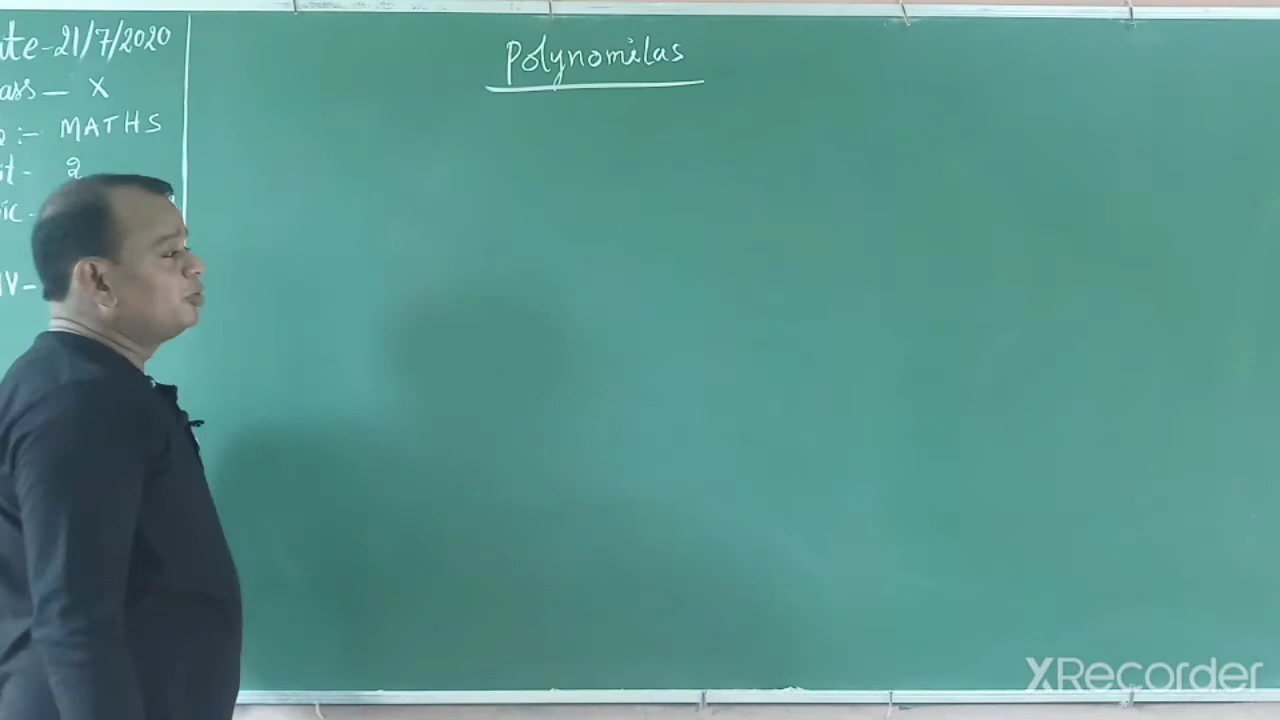 ate-21/7/2020
ass - X
:- MATHS
it - 2
ic -
IV-
Polynomilas
XRecorder